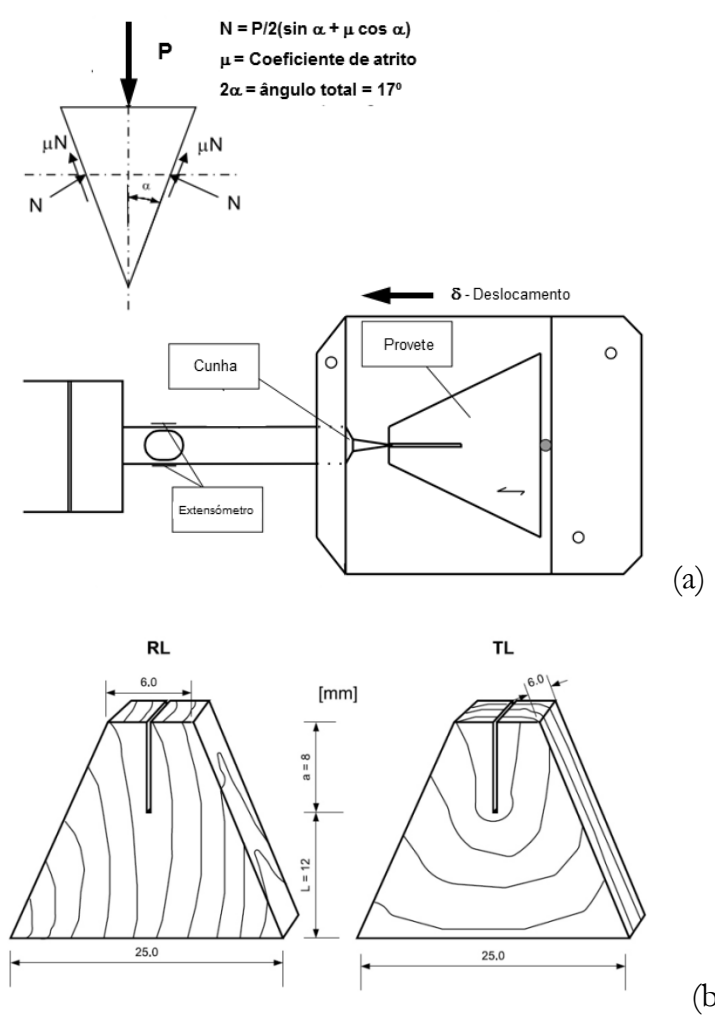 N = P/2(sin α + μ cos α)
P
μ = Coeficiente de atrito
2α = ângulo total = 17º
μN
μN
α
N
N
δ - Deslocamento
Provete
Cunha
Extensómetro
(a)
RL
TL
6.0
[mm]
6.0
a = 8
L = 12
25.0
25.0
(b